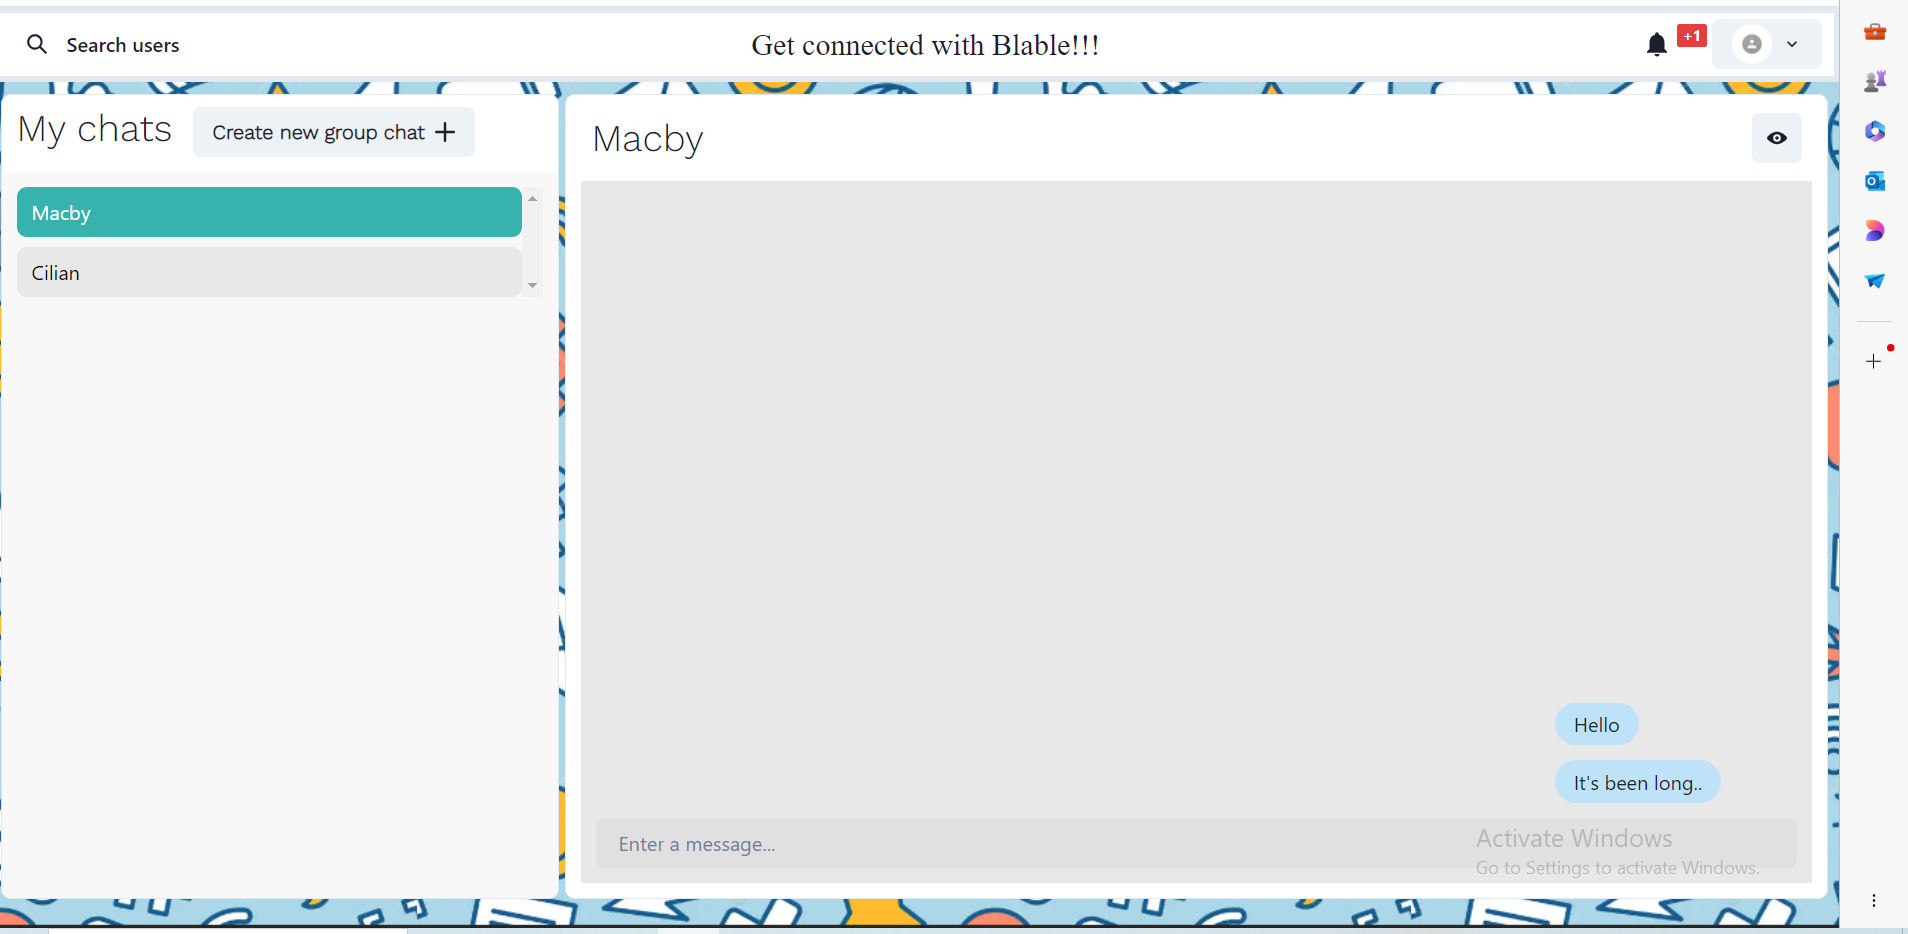 Search users
Get connected with Blable!!!
+1
My chats
Create new group chat
Macby
Cilian
Macby
Hello
It's been long..
Enter a message...
Activate Windows
Go to Settings to activate Windows.